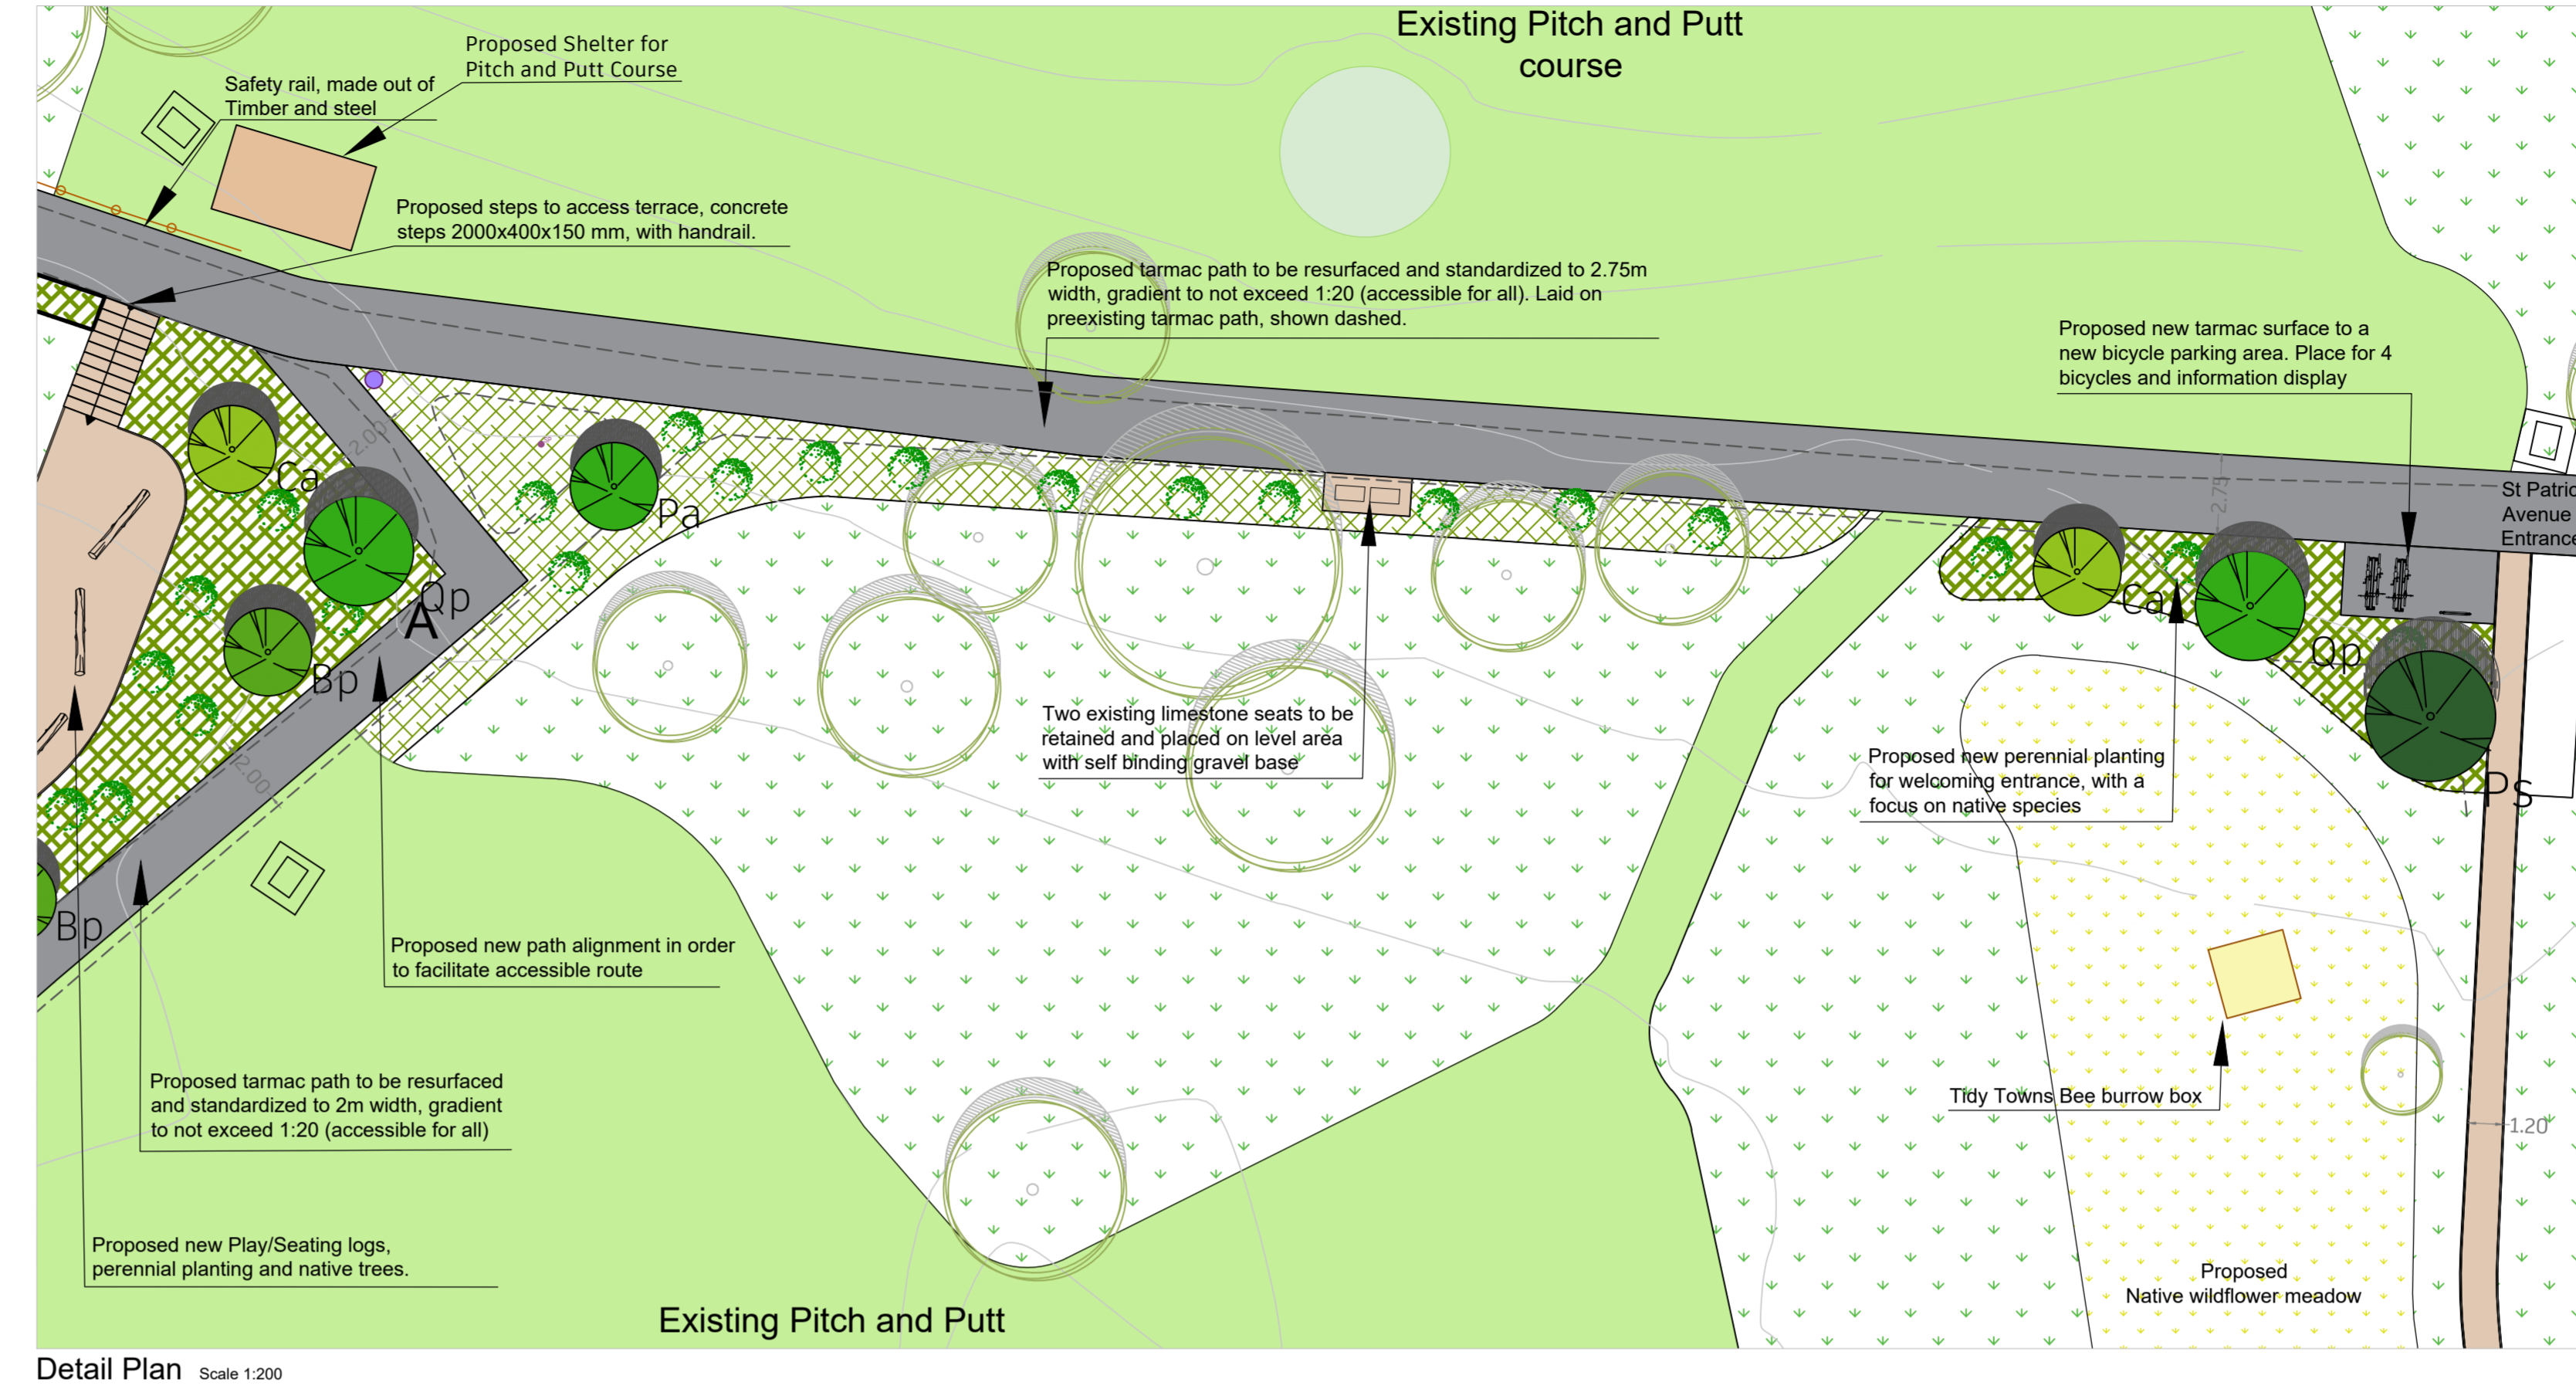 Existing Pitch and Putt
course
Proposed Shelter for
Pitch and Putt Course
Safety rail, made out of
Timber and steel
Proposed steps to access terrace, concrete
steps 2000x400x150 mm, with handrail.
Proposed tarmac path to be resurfaced and standardized to 2.75m
width, gradient to not exceed 1:20 (accessible for all). Laid on
preexisting tarmac path, shown dashed.
Proposed new tarmac surface to a
new bicycle parking area. Place for 4
bicycles and information display
2.00
Ca
Pa
2.75
St Patric
Avenue
Entrance
Qp
A
Bp
Ca
Qp
2.00
Two existing limestone seats to be
retained and placed on level area
with self binding gravel base
Proposed new perennial planting
for welcoming entrance, with a
focus on native species
Ps
Bp
Proposed new path alignment in order
to facilitate accessible route
Proposed tarmac path to be resurfaced
and standardized to 2m width, gradient
to not exceed 1:20 (accessible for all)
Tidy Towns Bee burrow box
1.20
Proposed new Play/Seating logs,
perennial planting and native trees.
Proposed
Native wildflower meadow
Existing Pitch and Putt
Detail Plan Scale 1:200